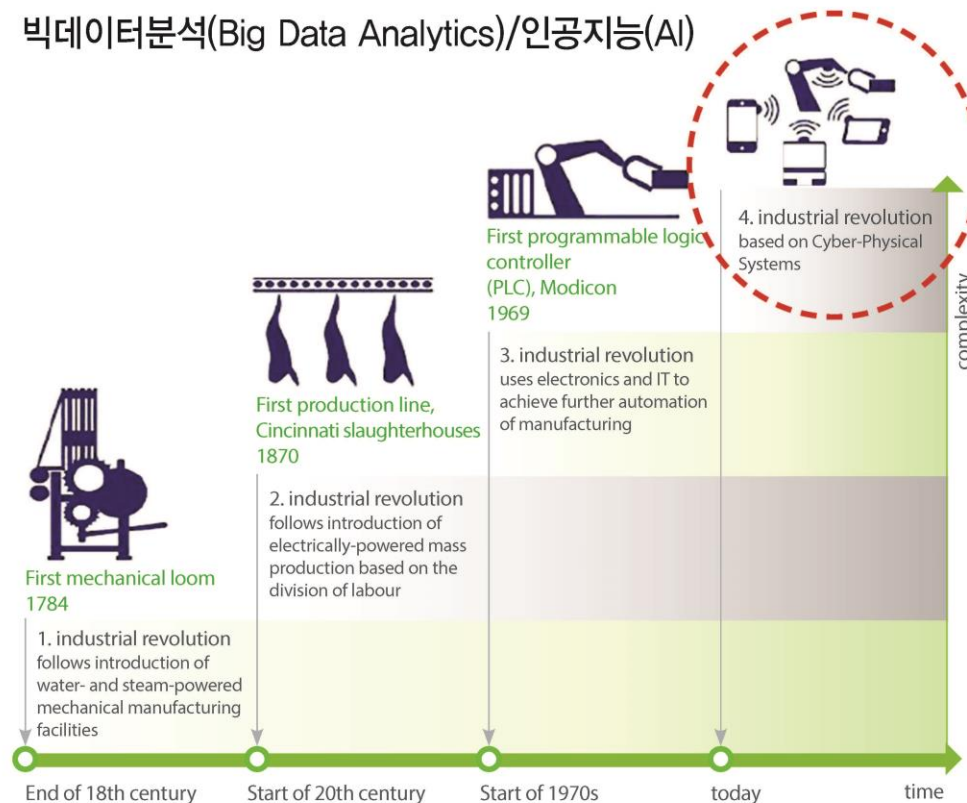 빅데이터분석(Big Data Analytics)/인공지능(AI)
First mechanical loom
1784
1. industrial revolution
follows introduction of
water- and steam-powered
mechanical manufacturing
facilities
First production line,
Cincinnati slaughterhouses
1870
2. industrial revolution
follows introduction of
electrically-powered mass
production based on the
division of labour
First programmable logic
controller
(PLC), Modicon
1969
3. industrial revolution
uses electronics and IT to
achieve further automation
of manufacturing
4. industrial revolution
based on Cyber-Physical
Systems
complexity
End of 18th century
Start of 20th century
Start of 1970s
today
time